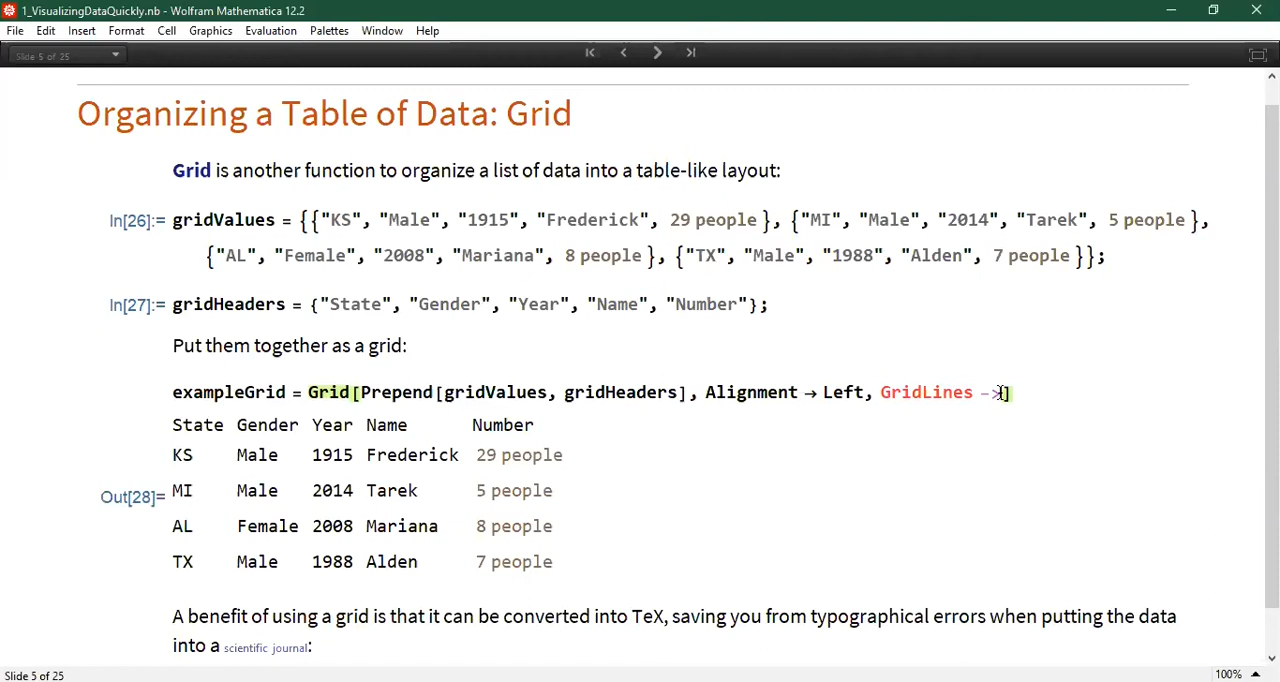 1_VisualizingDataQuickly.nb - Wolfram Mathematica 12.2
File Edit Insert Format Cell Graphics Evaluation Palettes Window Help
Slide 5 of 25
Organizing a Table of Data: Grid
Grid is another function to organize a list of data into a table-like layout:
In[26]:= gridValues = {{"KS", "Male", "1915", "Frederick", 29 people}, {"MI", "Male", "2014", "Tarek", 5 people},
{"AL", "Female", "2008", "Mariana", 8 people}, {"TX", "Male", "1988", "Alden", 7 people}};
In[27]:= gridHeaders = {"State", "Gender", "Year", "Name", "Number"};
Put them together as a grid:
exampleGrid = Grid[Prepend[gridValues, gridHeaders], Alignment → Left, GridLines ->]
State Gender Year Name Number
KS Male 1915 Frederick 29 people
Out[28]= MI Male 2014 Tarek 5 people
AL Female 2008 Mariana 8 people
TX Male 1988 Alden 7 people
A benefit of using a grid is that it can be converted into TeX, saving you from typographical errors when putting the data
into a scientific journal:
Slide 5 of 25 100%